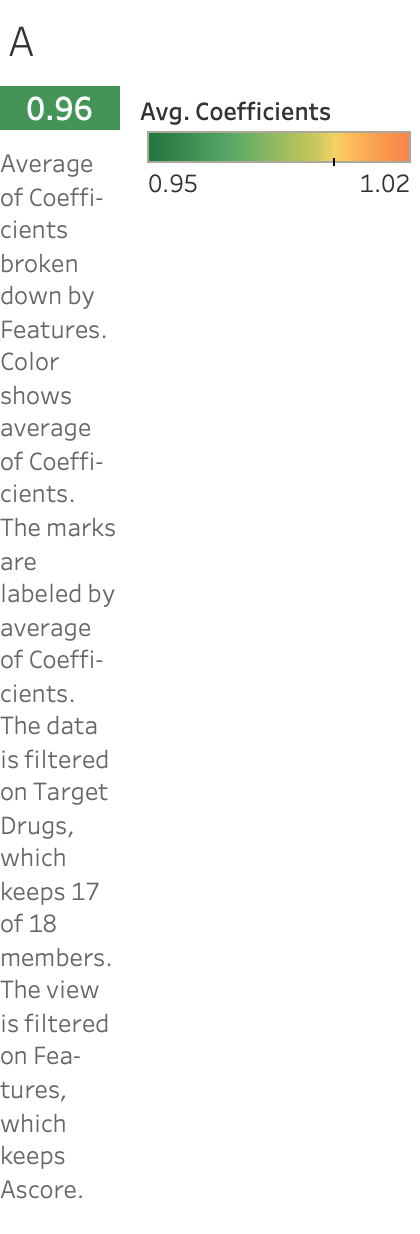 A
0.96
Avg. Coefficients
0.95 1.02
Average
of Coeffi-
cients
broken
down by
Features.
Color
shows
average
of Coeffi-
cients.
The marks
are
labeled by
average
of Coeffi-
cients.
The data
is filtered
on Target
Drugs,
which
keeps 17
of 18
members.
The view
is filtered
on Fea-
tures,
which
keeps
Ascore.